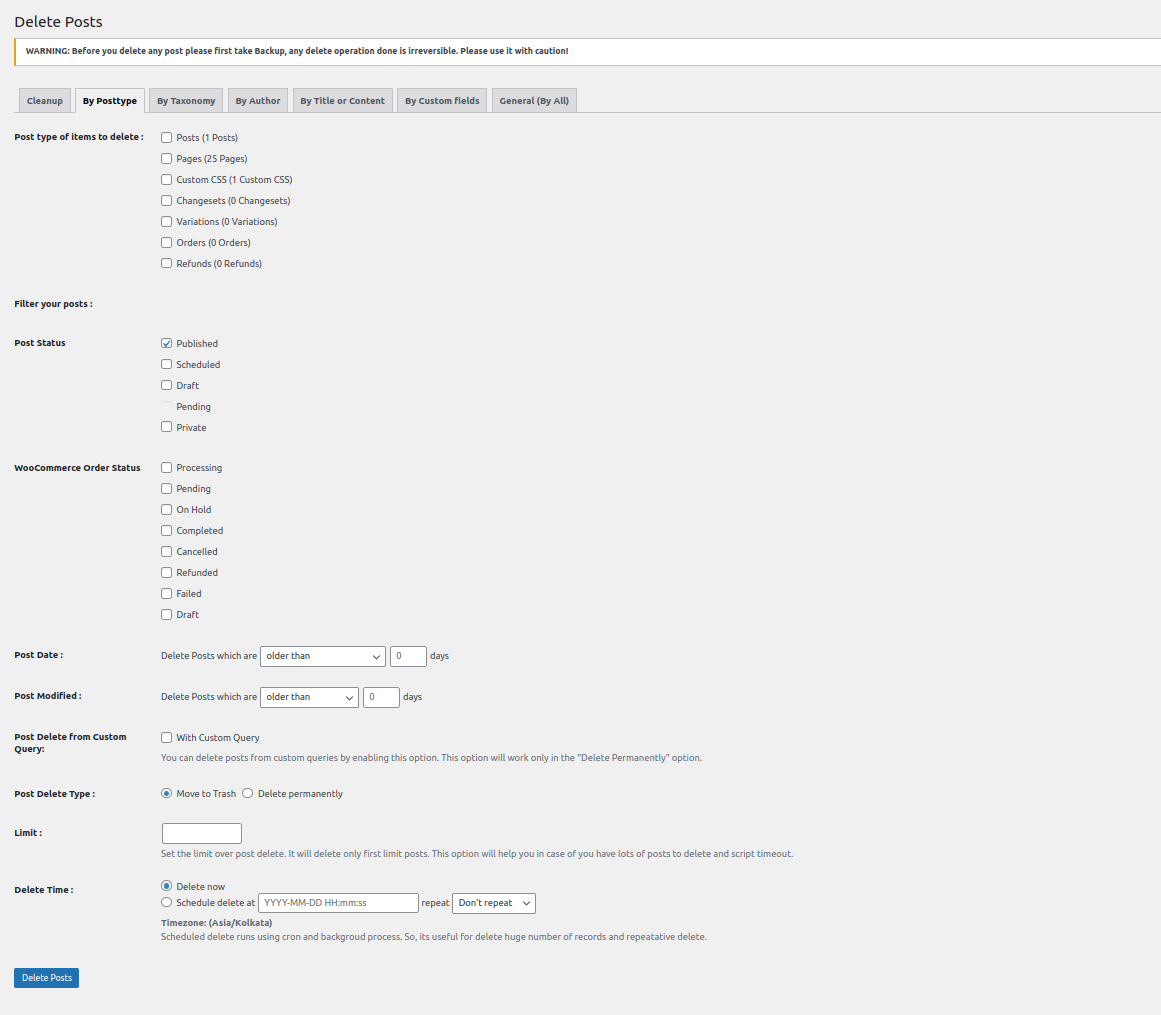 Delete Posts
WARNING: Before you delete any post please first take Backup, any delete operation done is irreversible. Please use it with caution!
Cleanup By Posttype By Taxonomy By Author By Title or Content By Custom fields General (By All)
Post type of items to delete :
Posts (1 Posts)
Pages (25 Pages)
Custom CSS (1 Custom CSS)
Changesets (0 Changesets)
Variations (0 Variations)
Orders (0 Orders)
Refunds (0 Refunds)
Filter your posts :
Post Status
Published
Scheduled
Draft
Pending
Private
WooCommerce Order Status
Processing
Pending
On Hold
Completed
Cancelled
Refunded
Failed
Draft
Post Date : Delete Posts which are older than 0 days
Post Modified : Delete Posts which are older than 0 days
Post Delete from Custom
Query:
With Custom Query
You can delete posts from custom queries by enabling this option. This option will work only in the "Delete Permanently" option.
Post Delete Type : Move to Trash Delete permanently
Limit :
Set the limit over post delete. It will delete only first limit posts. This option will help you in case of you have lots of posts to delete and script timeout.
Delete Time :
Delete now
Schedule delete at YYYY-MM-DD HH:mm:ss repeat Don't repeat
Timezone: (Asia/Kolkata)
Scheduled delete runs using cron and backgroud process. So, its useful for delete huge number of records and repeatative delete.
Delete Posts